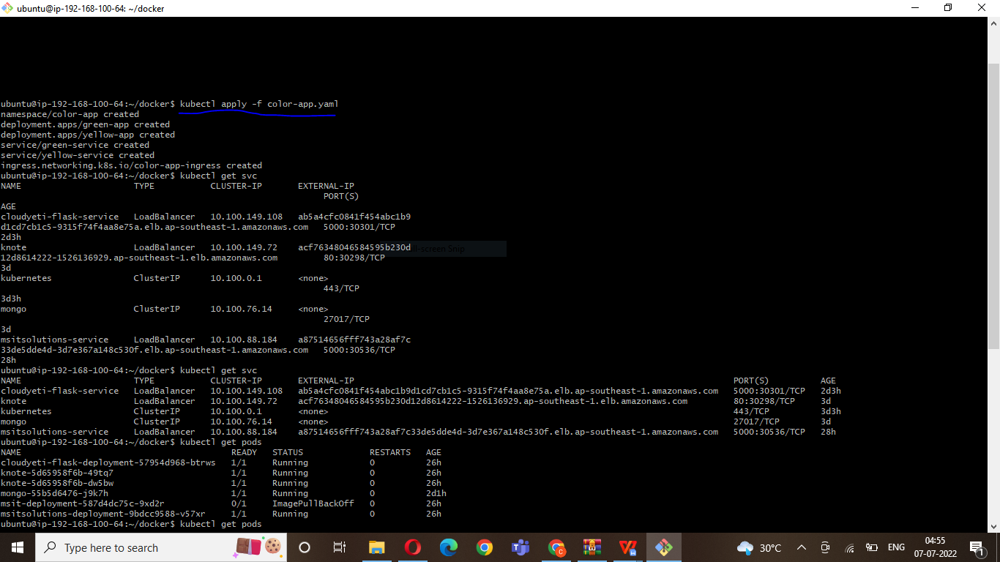 ubuntu@ip-192-168-100-64: ~/docker
ubuntu@ip-192-168-100-64:~/docker$ kubectl apply -f color-app.yaml
namespace/color-app created
deployment.apps/green-app created
deployment.apps/yellow-app created
service/green-service created
service/yellow-service created
ingress.networking.k8s.io/color-app-ingress created
ubuntu@ip-192-168-100-64:~/docker$ kubectl get svc
NAME TYPE CLUSTER-IP EXTERNAL-IP
PORT(S)
AGE
cloudyeti-flask-service LoadBalancer 10.100.149.108 ab5a4cfc0841f454abc1b9
d1cd7cb1c5-9315f74f4aa8e75a.elb.ap-southeast-1.amazonaws.com 5000:30301/TCP
2d3h
knote LoadBalancer 10.100.149.72 acf76348046584595b230d
ll-screen Snip
12d8614222-1526136929.ap-southeast-1.elb.amazonaws.com 80:30298/TCP
3d
kubernetes ClusterIP 10.100.0.1 <none>
443/TCP
3d3h
mongo ClusterIP 10.100.76.14 <none>
27017/TCP
3d
msitsolutions-service LoadBalancer 10.100.88.184 a87514656fff743a28af7c
33de5dde4d-3d7e367a148c530f.elb.ap-southeast-1.amazonaws.com 5000:30536/TCP
28h
ubuntu@ip-192-168-100-64:~/docker$ kubectl get svc
NAME TYPE CLUSTER-IP EXTERNAL-IP PORT(S) AGE
cloudyeti-flask-service LoadBalancer 10.100.149.108 ab5a4cfc0841f454abc1b9d1cd7cb1c5-9315f74f4aa8e75a.elb.ap-southeast-1.amazonaws.com 5000:30301/TCP 2d3h
knote LoadBalancer 10.100.149.72 acf76348046584595b230d12d8614222-1526136929.ap-southeast-1.elb.amazonaws.com 80:30298/TCP 3d
kubernetes ClusterIP 10.100.0.1 <none> 443/TCP 3d3h
mongo ClusterIP 10.100.76.14 <none> 27017/TCP 3d
msitsolutions-service LoadBalancer 10.100.88.184 a87514656fff743a28af7c33de5dde4d-3d7e367a148c530f.elb.ap-southeast-1.amazonaws.com 5000:30536/TCP 28h
ubuntu@ip-192-168-100-64:~/docker$ kubectl get pods
NAME READY STATUS RESTARTS AGE
cloudyeti-flask-deployment-57954d968-btrws 1/1 Running 0 26h
knote-5d65958f6b-49tq7 1/1 Running 0 26h
knote-5d65958f6b-dw5bw 1/1 Running 0 26h
mongo-55b5d6476-j9k7h 1/1 Running 0 2d1h
msit-deployment-587d4dc75c-9xd2r 0/1 ImagePullBackOff 0 26h
msitsolutions-deployment-9bdcc9588-v57xr 1/1 Running 0 26h
ubuntu@ip-192-168-100-64:~/docker$ kubectl get pods
Type here to search
30°C
ENG
04:55
07-07-2022
1